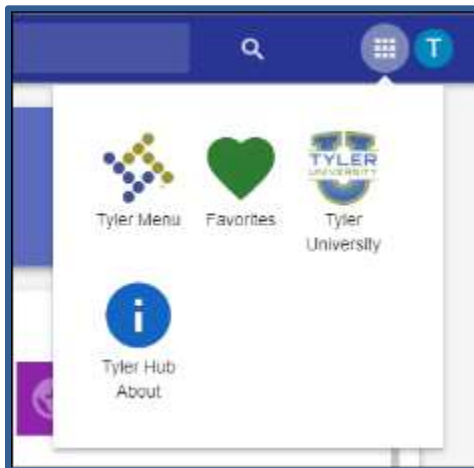 T
TYLER
UNIVERSITY
Tyler Menu Favorites Tyler
University
i
Tyler Hub
About